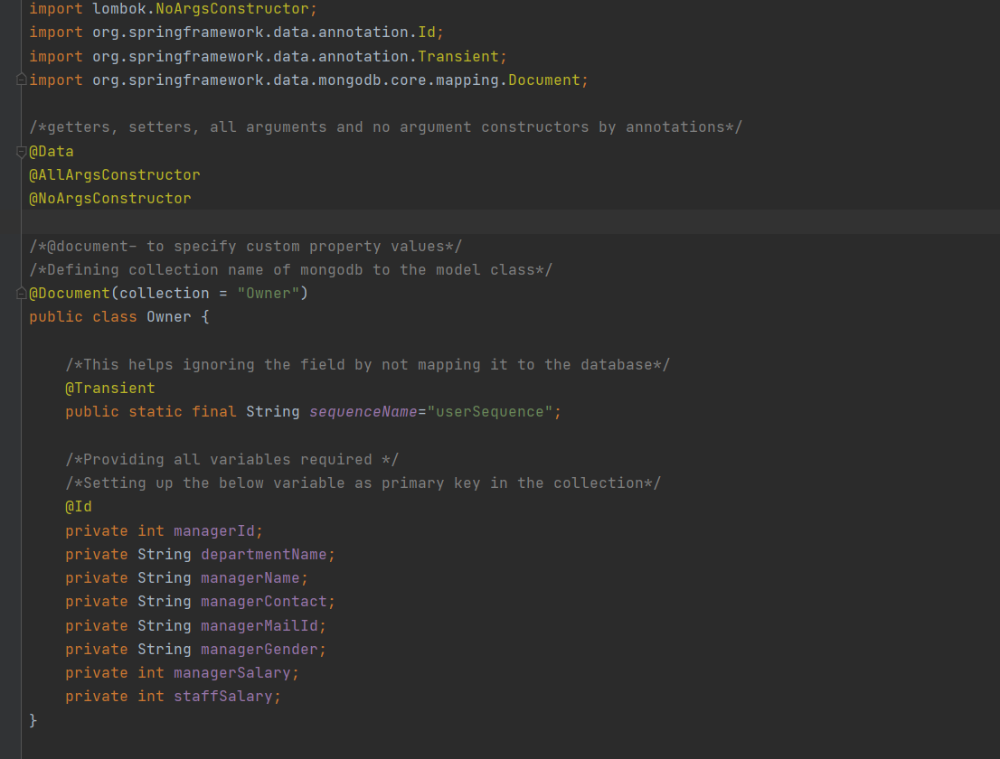 import lombok.NoArgsConstructor;
import org.springframework.data.annotation.Id;
import org.springframework.data.annotation.Transient;
import org.springframework.data.mongodb.core.mapping.Document;
/*getters, setters, all arguments and no argument constructors by annotations*/
@Data
@AllArgsConstructor
@NoArgsConstructor
/*@document- to specify custom property values*/
/*Defining collection name of mongodb to the model class*/
@Document(collection = "Owner")
public class Owner {
    /*This helps ignoring the field by not mapping it to the database*/
    @Transient
    public static final String sequenceName="userSequence";
    /*Providing all variables required */
    /*Setting up the below variable as primary key in the collection*/
    @Id
    private int managerId;
    private String departmentName;
    private String managerName;
    private String managerContact;
    private String managerMailId;
    private String managerGender;
    private int managerSalary;
    private int staffSalary;
}